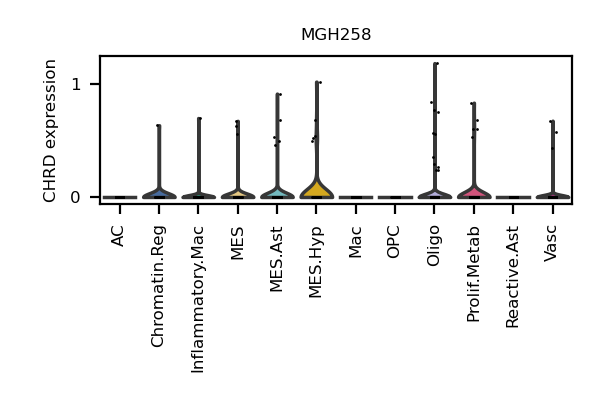 MGH258
CHRD expression
1
0
AC
Chromatin.Reg
Inflammatory.Mac
MES
MES.Ast
MES.Hyp
Mac
OPC
Oligo
Prolif.Metab
Reactive.Ast
Vasc